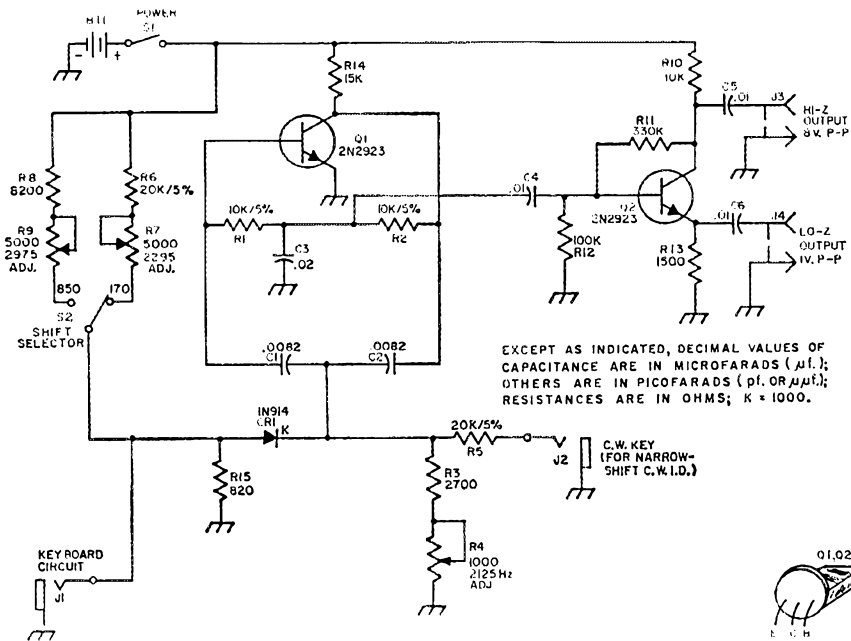 BT1
POWER
S1
- +
R14
15K
R10
10K
C5
.01
J3
HI-Z
OUTPUT
8V. P-P
Q1
2N2923
R11
330K
R8
8200
R6
20K/5%
C4
.01
Q2
2N2923
C6
.01
J4
LO-Z
OUTPUT
1V. P-P
R9
5000
2975
ADJ.
R7
5000
2295
ADJ.
10K/5%
R1
10K/5%
R2
C3
.02
100K
R12
R13
1500
850
170
S2
SHIFT
SELECTOR
.0082
C1
.0082
C2
EXCEPT AS INDICATED, DECIMAL VALUES OF
CAPACITANCE ARE IN MICROFARADS (μf.);
OTHERS ARE IN PICOFARADS (pf. OR μμf.);
RESISTANCES ARE IN OHMS; K = 1000.
1N914
CR1
K
20K/5%
R5
J2
C.W. KEY
(FOR NARROW-
SHIFT C.W.I.D.)
R15
820
R3
2700
R4
1000
2125Hz
ADJ
KEYBOARD
CIRCUIT
J1
Q1,Q2
E C B